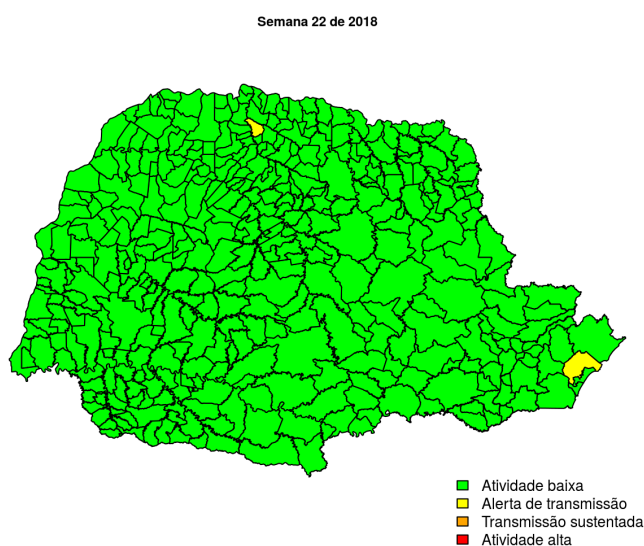 Semana 22 de 2018
Atividade baixa
Alerta de transmissão
Transmissão sustentada
Atividade alta